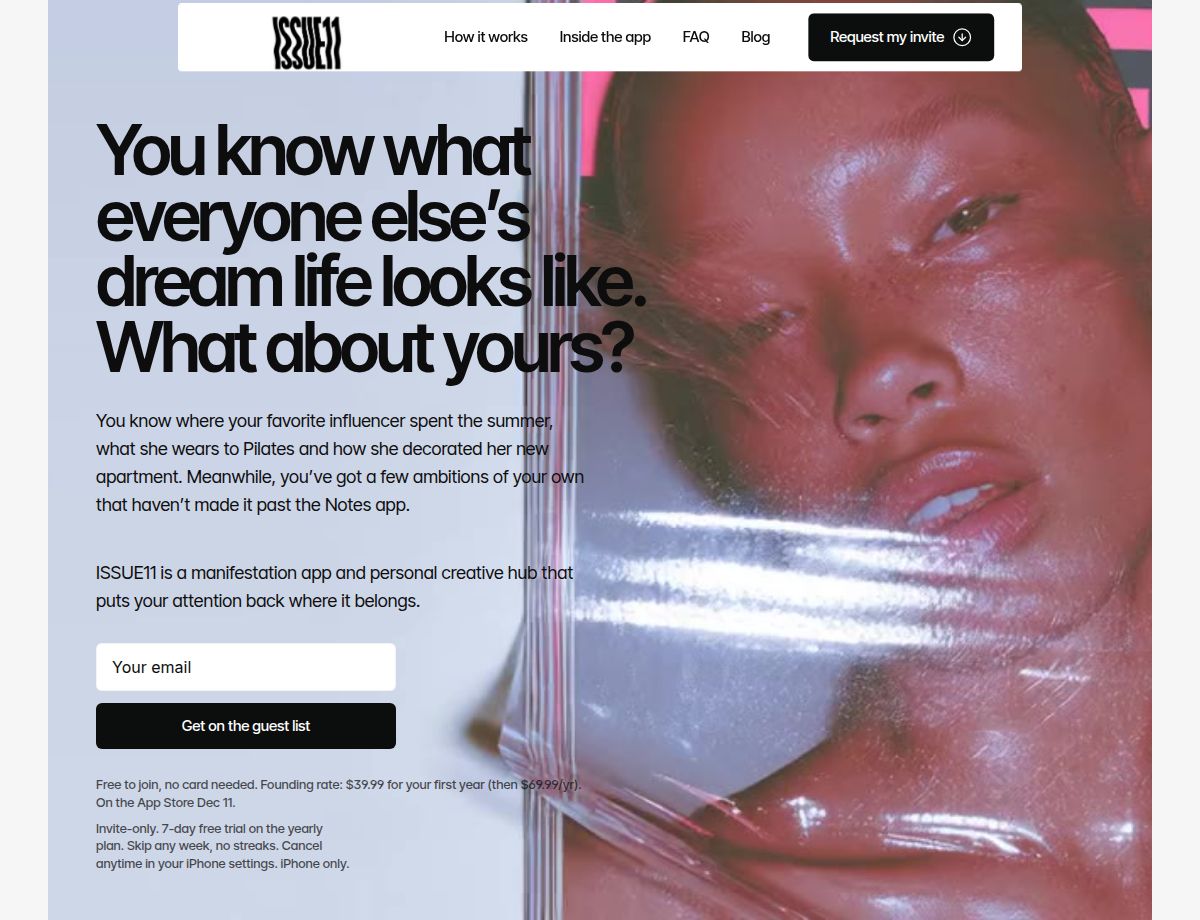 ISSUE11
How it works
Inside the app
FAQ
Blog
Request my invite
You know what
everyone else’s
dream life looks like.
What about yours?
You know where your favorite influencer spent the summer,
what she wears to Pilates and how she decorated her new
apartment. Meanwhile, you’ve got a few ambitions of your own
that haven’t made it past the Notes app.
ISSUE11 is a manifestation app and personal creative hub that
puts your attention back where it belongs.
Your email
Get on the guest list
Free to join, no card needed. Founding rate: $39.99 for your first year (then $69.99/yr).
On the App Store Dec 11.
Invite-only. 7-day free trial on the yearly
plan. Skip any week, no streaks. Cancel
anytime in your iPhone settings. iPhone only.